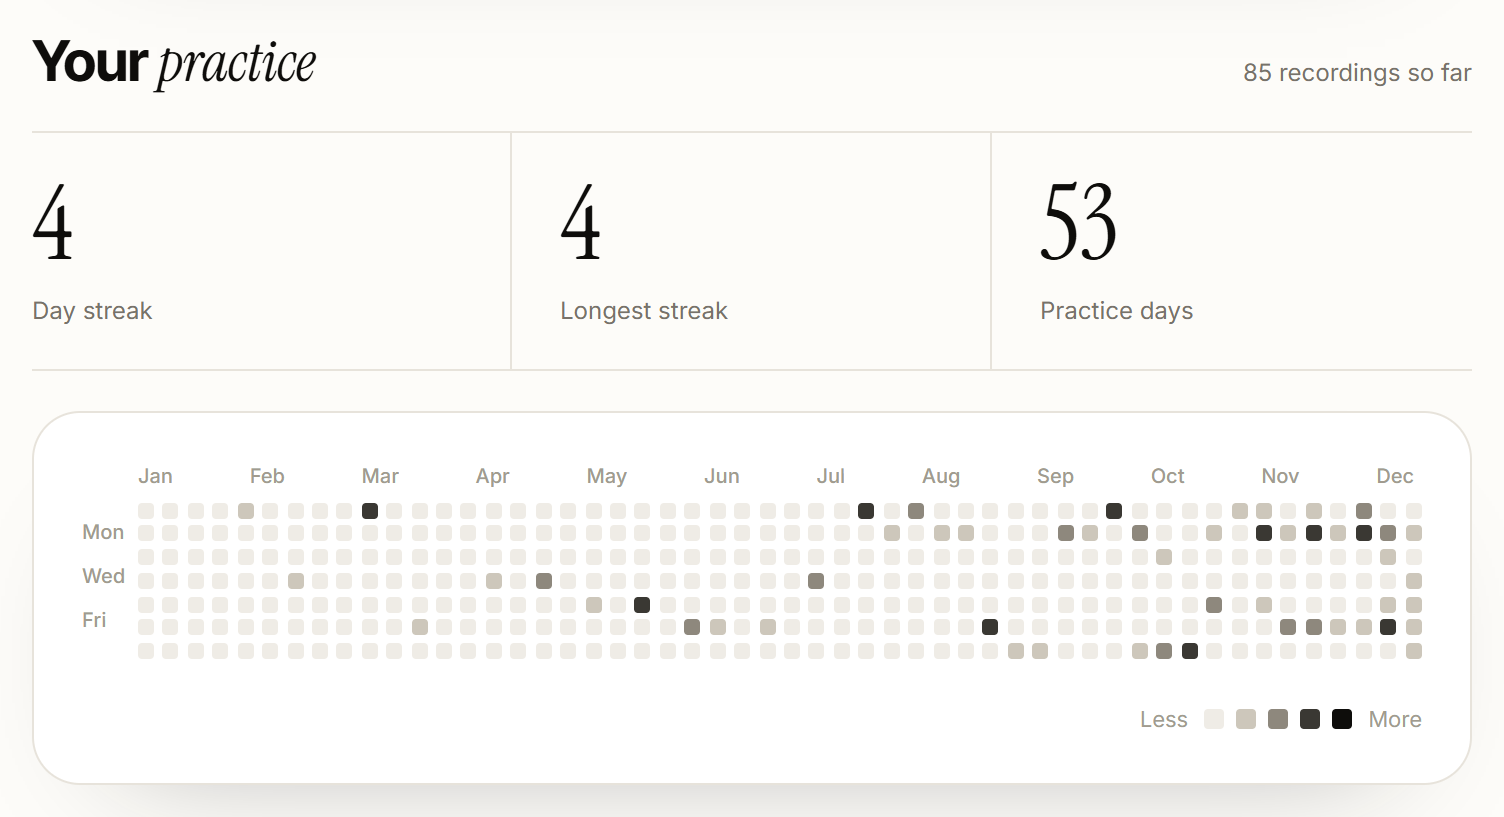 Your practice
85 recordings so far
4
Day streak
4
Longest streak
53
Practice days
Jan Feb Mar Apr May Jun Jul Aug Sep Oct Nov Dec
Mon
Wed
Fri
Less More